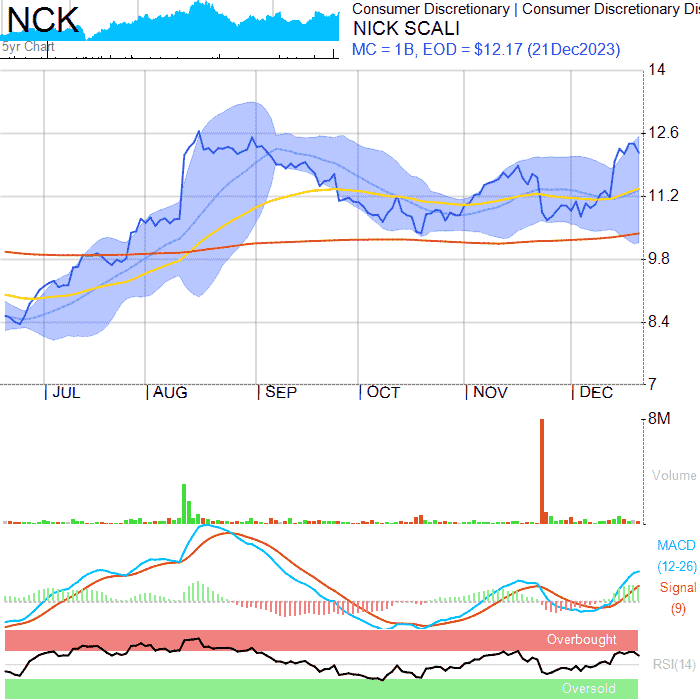 NCK
5yr Chart
Consumer Discretionary | Consumer Discretionary Dis
NICK SCALI
MC = 1B, EOD = $12.17 (21Dec2023)
14
12.6
11.2
9.8
8.4
7
JUL
AUG
SEP
OCT
NOV
DEC
8M
Volume
MACD
(12-26)
Signal
(9)
Overbought
RSI(14)
Oversold